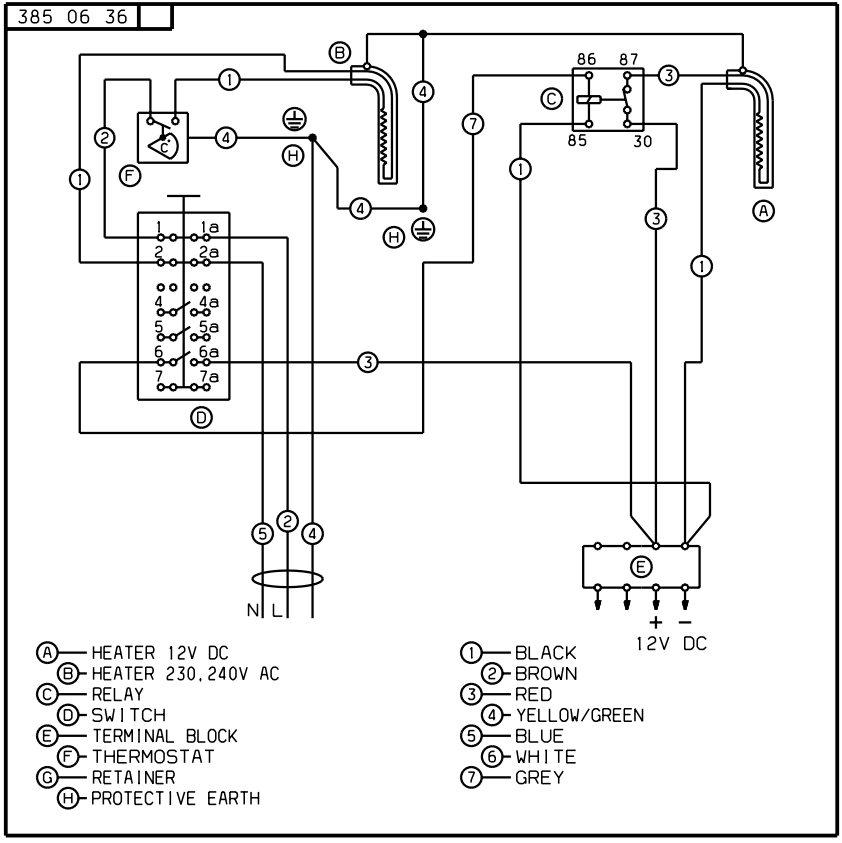 385 06 36
B
86 87
1
3
4
C
7
2
4
C°
H
85 30
F
1
1
4
3
A
H
1 1a
2 2a
1
4 4a
5 5a
6 6a
3
7 7a
D
5 2 4
E
N L
+ −
12V DC
A HEATER 12V DC
B HEATER 230,240V AC
C RELAY
D SWITCH
E TERMINAL BLOCK
F THERMOSTAT
G RETAINER
H PROTECTIVE EARTH
1 BLACK
2 BROWN
3 RED
4 YELLOW/GREEN
5 BLUE
6 WHITE
7 GREY